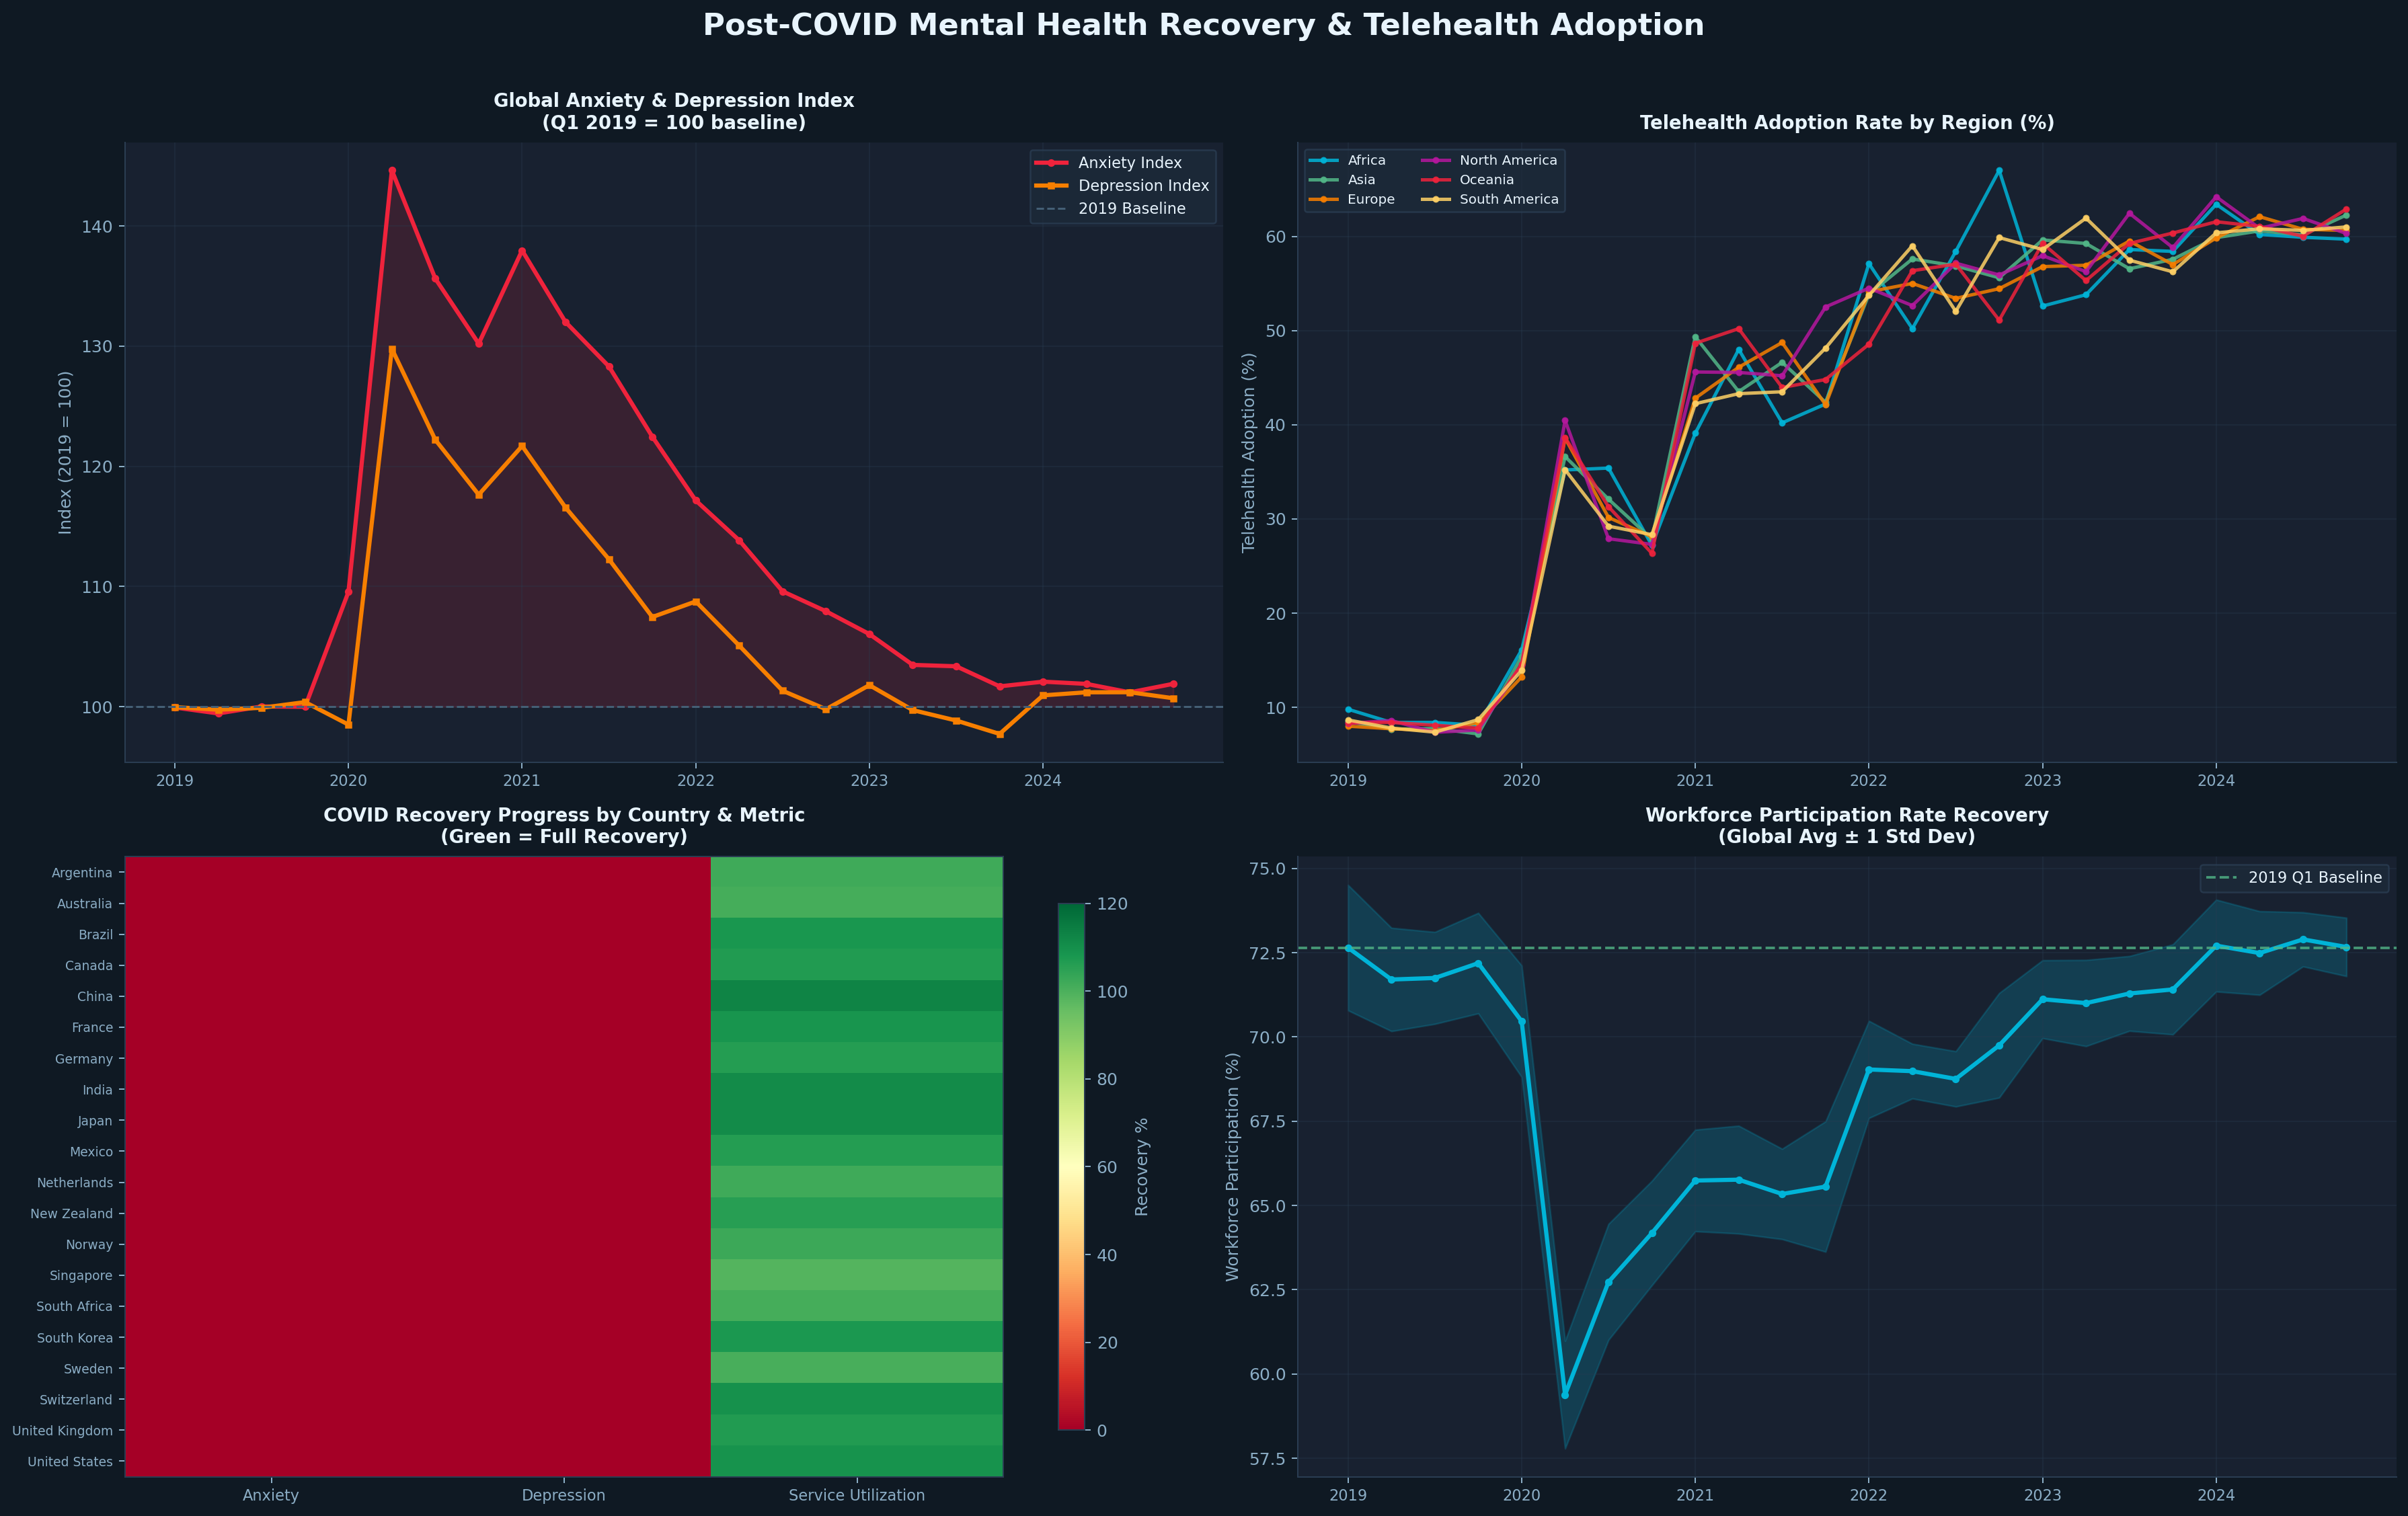 Post-COVID Mental Health Recovery & Telehealth Adoption
Global Anxiety & Depression Index
(Q1 2019 = 100 baseline)
Anxiety Index
Depression Index
2019 Baseline
Index (2019 = 100)
140
130
120
110
100
2019
2020
2021
2022
2023
2024
Telehealth Adoption Rate by Region (%)
Africa
Asia
Europe
North America
Oceania
South America
Telehealth Adoption (%)
60
50
40
30
20
10
2019
2020
2021
2022
2023
2024
COVID Recovery Progress by Country & Metric
(Green = Full Recovery)
Argentina
Australia
Brazil
Canada
China
France
Germany
India
Japan
Mexico
Netherlands
New Zealand
Norway
Singapore
South Africa
South Korea
Sweden
Switzerland
United Kingdom
United States
Anxiety
Depression
Service Utilization
120
100
80
60
40
20
0
Recovery %
Workforce Participation Rate Recovery
(Global Avg ± 1 Std Dev)
2019 Q1 Baseline
Workforce Participation (%)
75.0
72.5
70.0
67.5
65.0
62.5
60.0
57.5
2019
2020
2021
2022
2023
2024